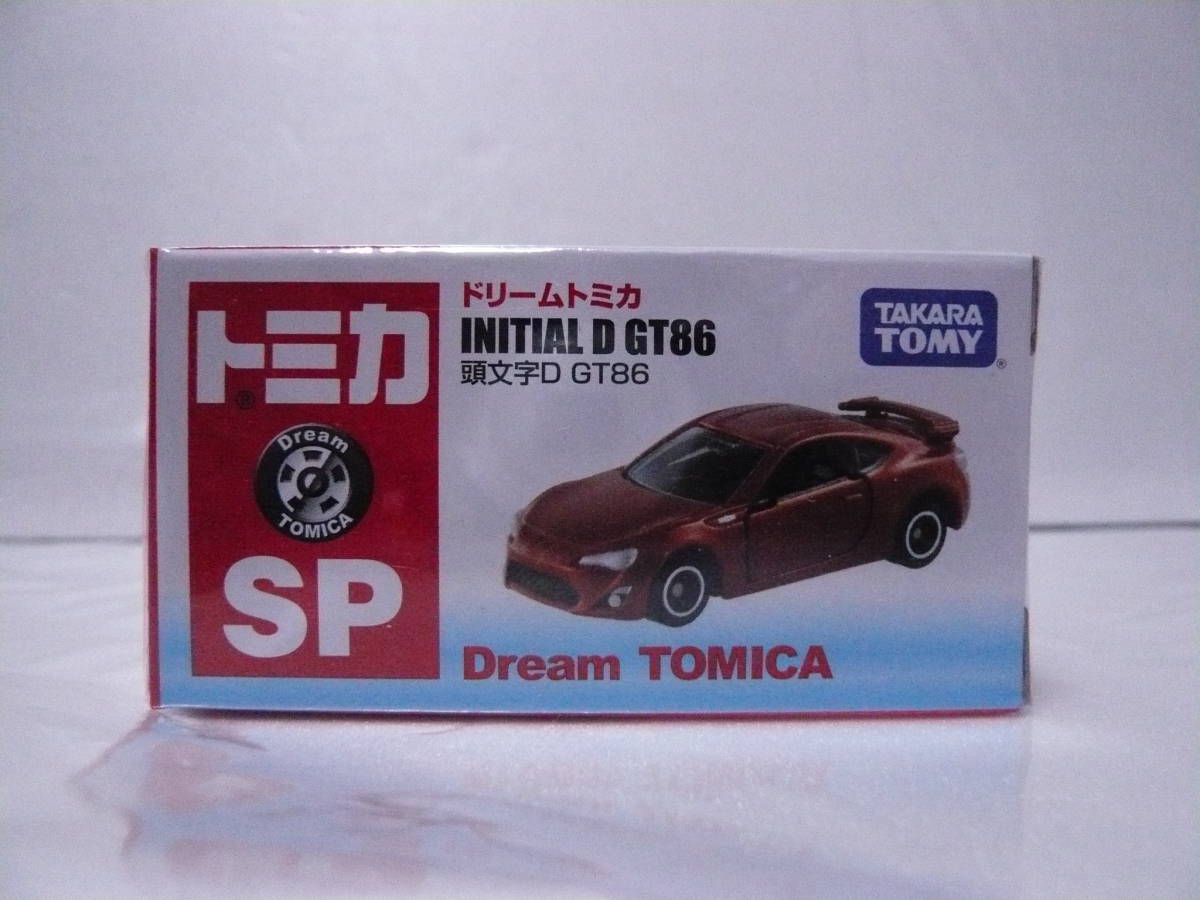 トミカ
®
Dream
TOMICA
SP
ドリームトミカ
INITIAL D GT86
頭文字D GT86
TAKARA
TOMY
®
Dream TOMICA